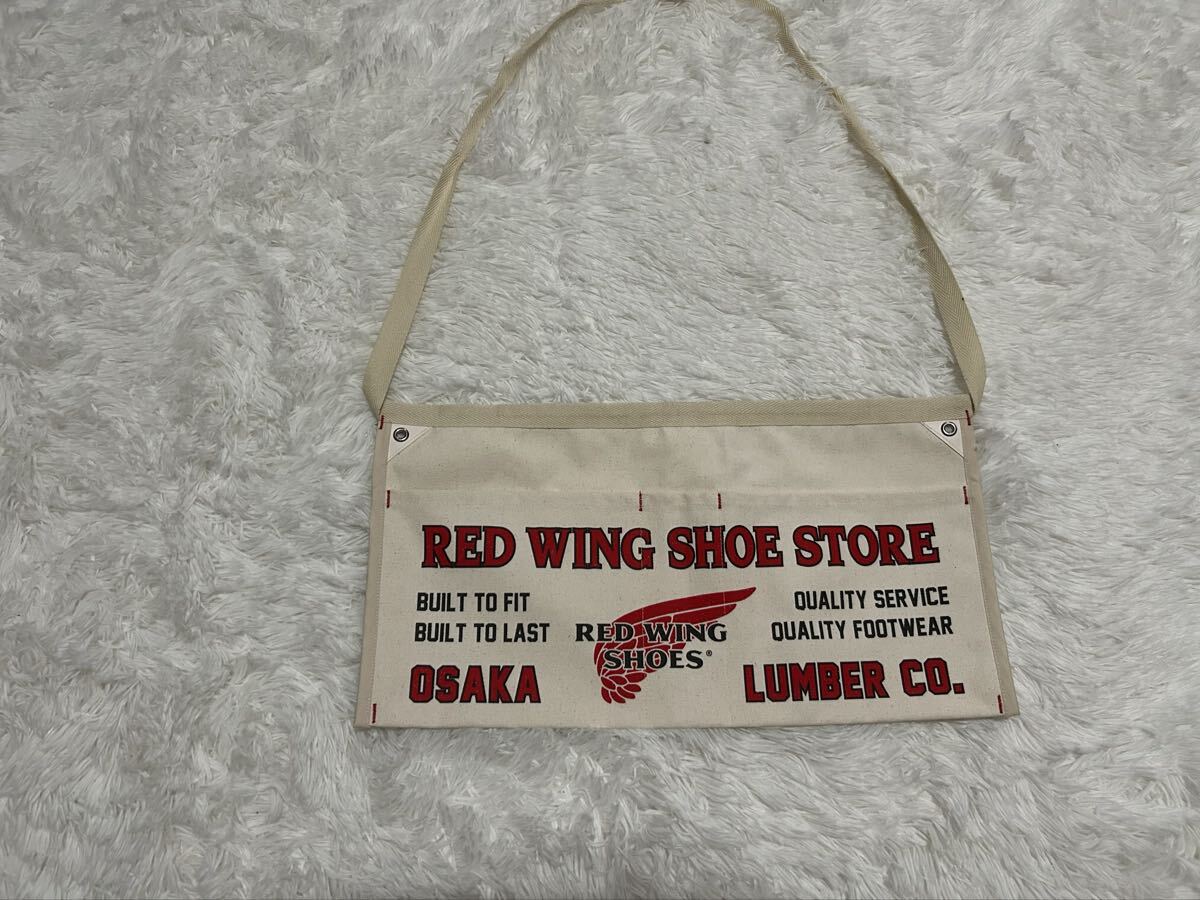 RED WING SHOE STORE
BUILT TO FIT
BUILT TO LAST
RED WING
SHOES®
QUALITY SERVICE
QUALITY FOOTWEAR
OSAKA
LUMBER CO.